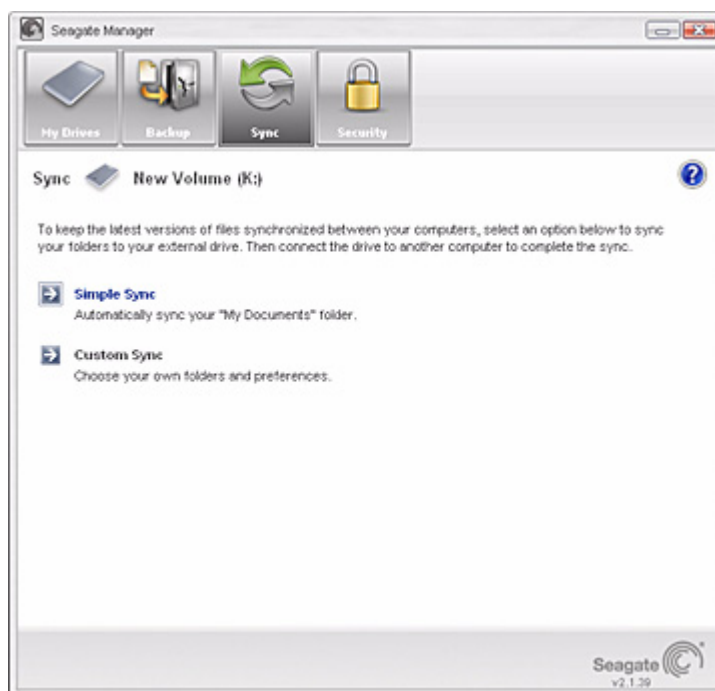 Seagate Manager
My Drives Backup Sync Security
Sync New Volume (K:)
To keep the latest versions of files synchronized between your computers, select an option below to sync
your folders to your external drive. Then connect the drive to another computer to complete the sync.
Simple Sync
Automatically sync your "My Documents" folder.
Custom Sync
Choose your own folders and preferences.
Seagate
v2.1.39